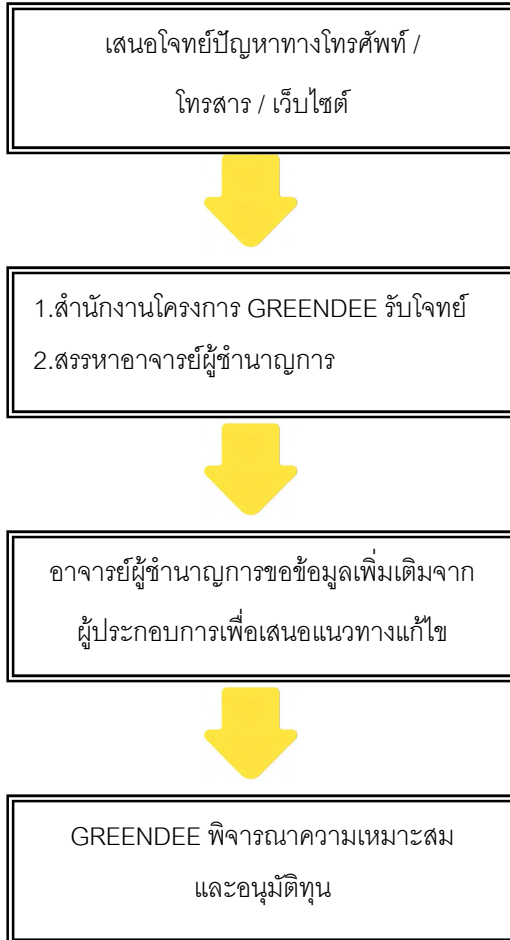 เสนอโจทย์ปัญหาทางโทรศัพท์ /
โทรสาร / เว็บไซต์
1.สำนักงานโครงการ GREENDEE รับโจทย์
2.สรรหาอาจารย์ผู้ชำนาญการ
อาจารย์ผู้ชำนาญการขอข้อมูลเพิ่มเติมจาก
ผู้ประกอบการเพื่อเสนอแนวทางแก้ไข
GREENDEE พิจารณาความเหมาะสม
และอนุมัติทุน